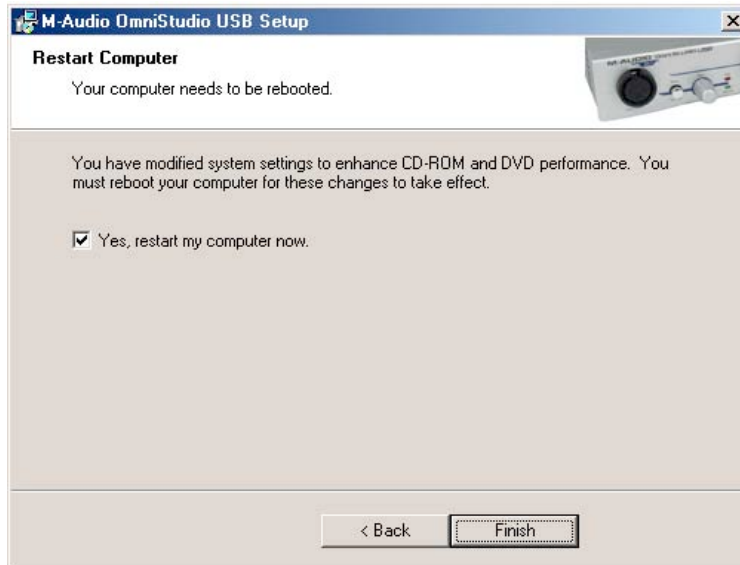 M-Audio OmniStudio USB Setup
Restart Computer
Your computer needs to be rebooted.
You have modified system settings to enhance CD-ROM and DVD performance. You
must reboot your computer for these changes to take effect.
Yes, restart my computer now.
< Back
Finish